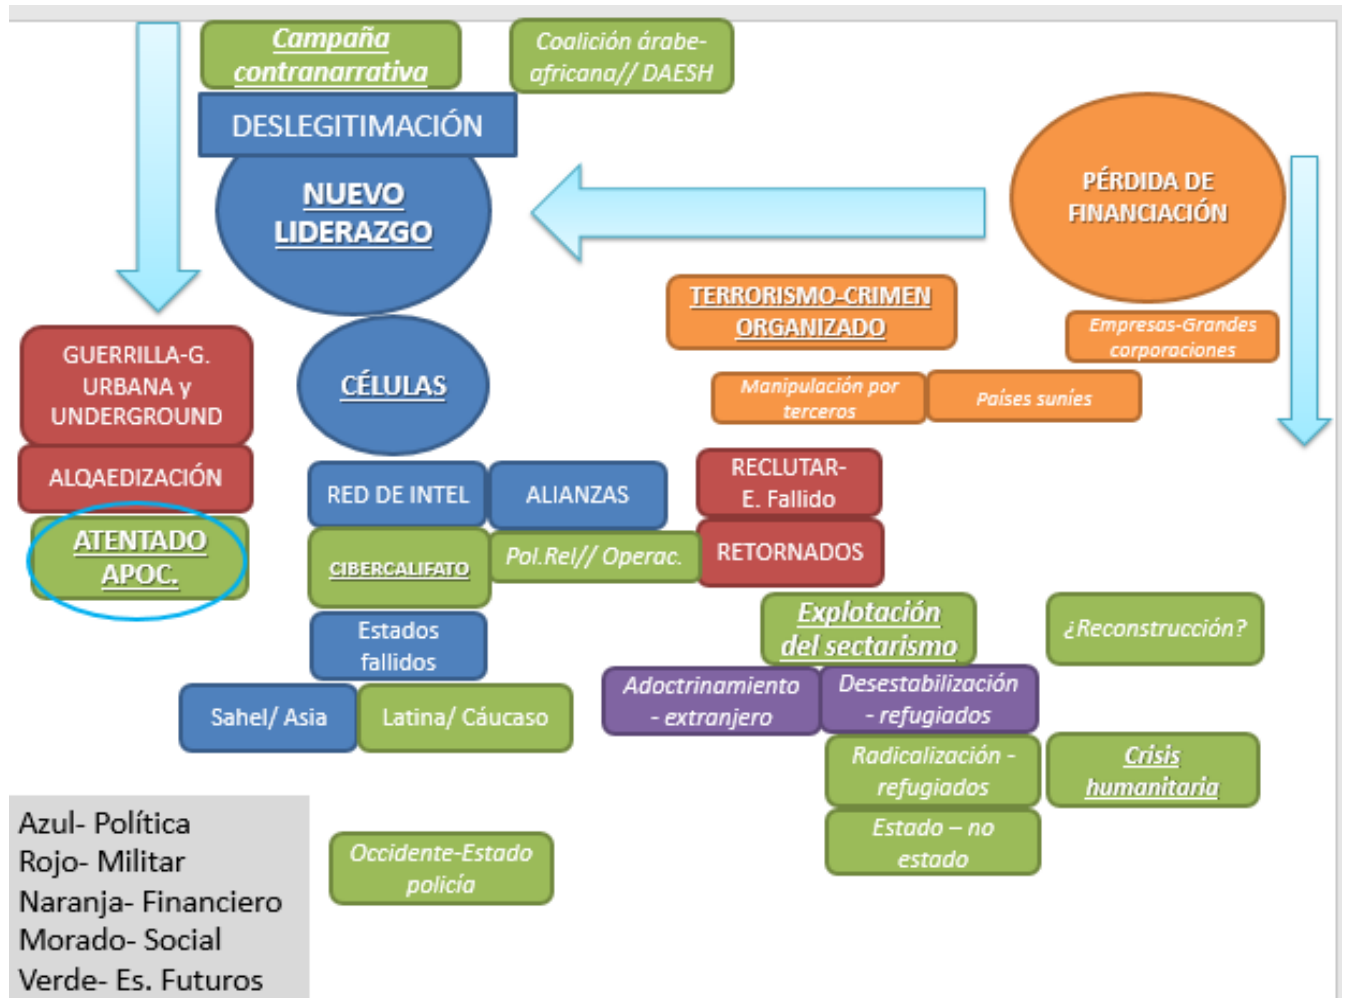 Campaña
contranarrativa
Coalición árabe-
africana// DAESH
DESLEGITIMACIÓN
NUEVO
LIDERAZGO
PÉRDIDA DE
FINANCIACIÓN
TERRORISMO-CRIMEN
ORGANIZADO
Empresas-Grandes
corporaciones
Manipulación por
terceros
Países suníes
GUERRILLA-G.
URBANA y
UNDERGROUND
ALQAEDIZACIÓN
ATENTADO
APOC.
CÉLULAS
RED DE INTEL
ALIANZAS
RECLUTAR-
E. Fallido
CIBERCALIFATO
Pol.Rel// Operac.
RETORNADOS
Estados
fallidos
Sahel/ Asia
Latina/ Cáucaso
Explotación
del sectarismo
¿Reconstrucción?
Adoctrinamiento
- extranjero
Desestabilización
- refugiados
Radicalización -
refugiados
Crisis
humanitaria
Estado – no
estado
Occidente-Estado
policía
Azul- Política
Rojo- Militar
Naranja- Financiero
Morado- Social
Verde- Es. Futuros